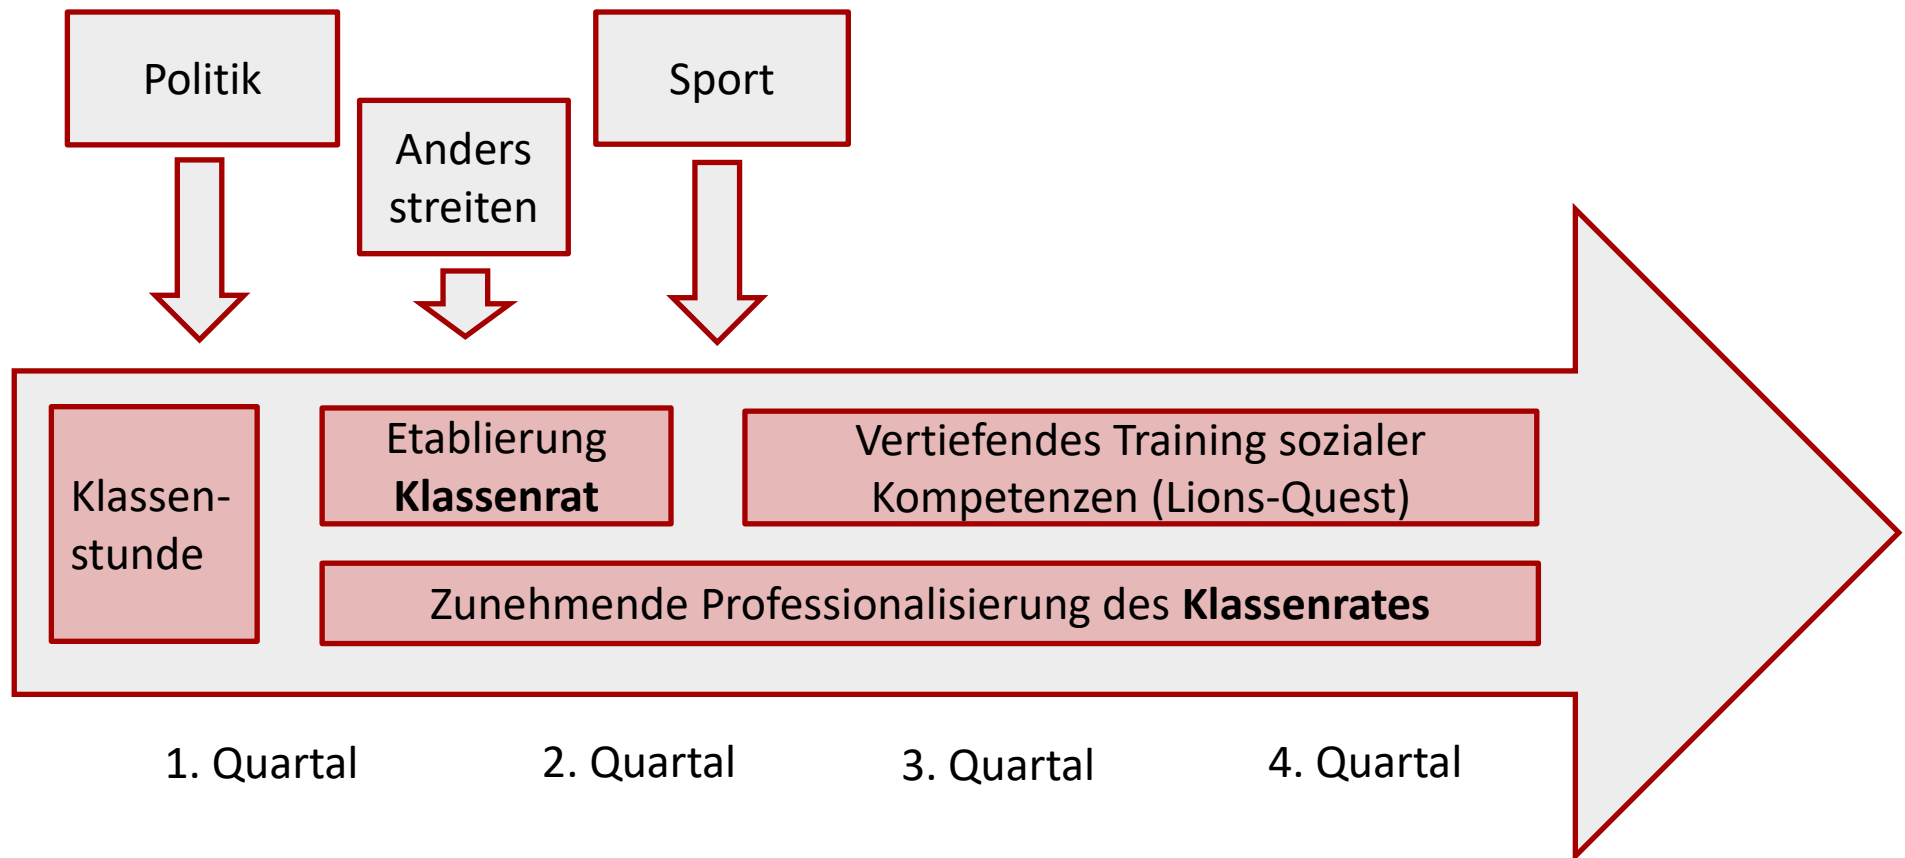 Politik
Anders
streiten
Sport
Klassen-
stunde
Etablierung
Klassenrat
Vertiefendes Training sozialer
Kompetenzen (Lions-Quest)
Zunehmende Professionalisierung des Klassenrates
1. Quartal
2. Quartal
3. Quartal
4. Quartal